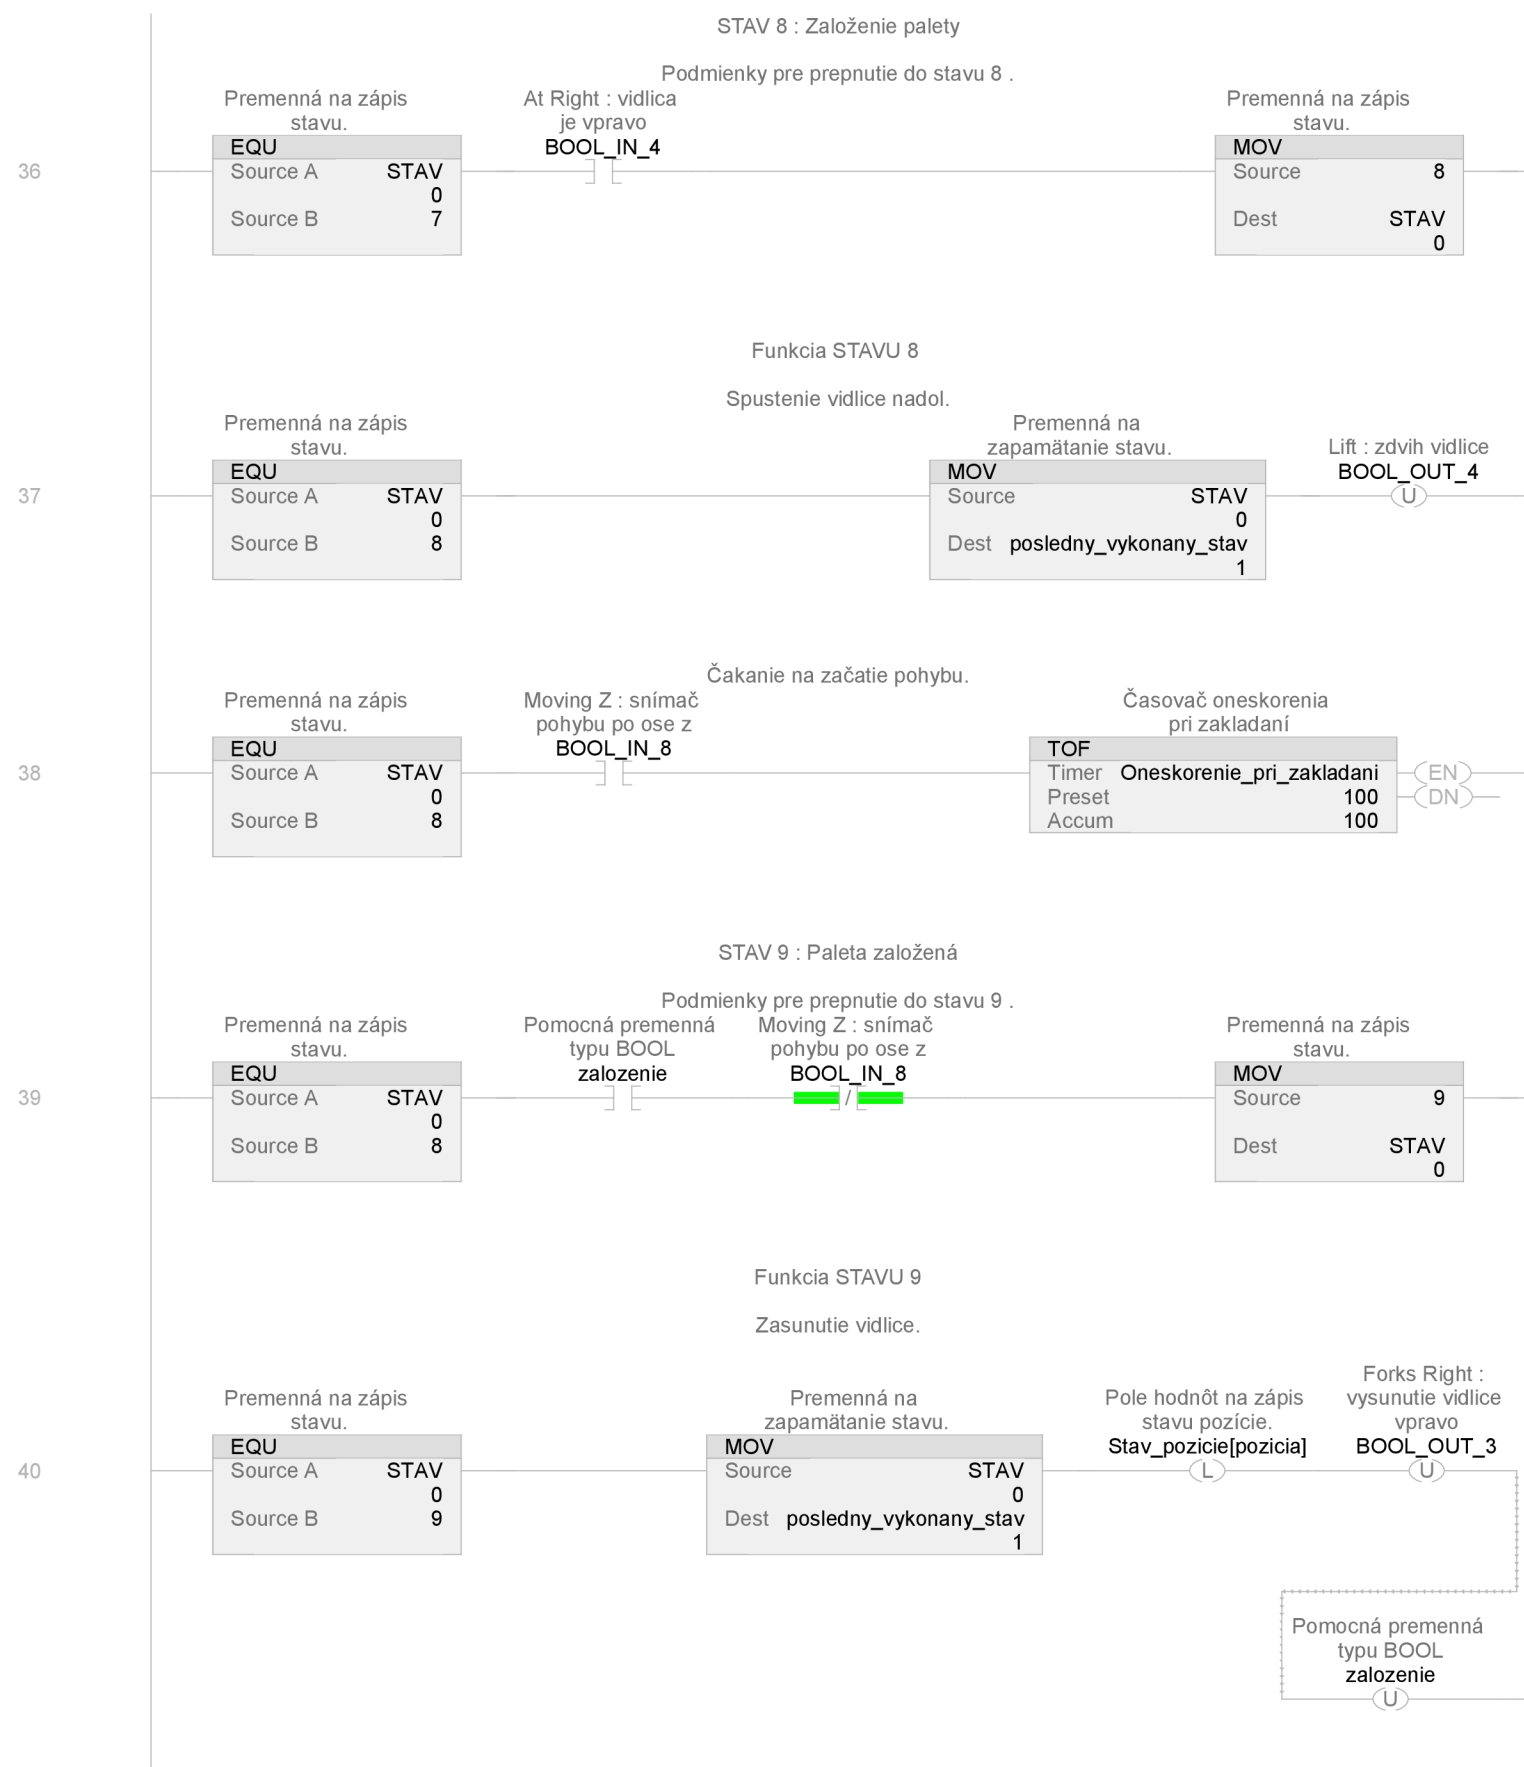 STAV 8 : Založenie palety
Podmienky pre prepnutie do stavu 8 .
Premenná na zápis
stavu.
EQU
Source A STAV
0
Source B 7
At Right : vidlica
je vpravo
BOOL_IN_4
Premenná na zápis
stavu.
MOV
Source 8
Dest STAV
0
36
Funkcia STAVU 8
Spustenie vidlice nadol.
Premenná na zápis
stavu.
EQU
Source A STAV
0
Source B 8
Premenná na
zapamätanie stavu.
MOV
Source STAV
0
Dest posledny_vykonany_stav
1
Lift : zdvih vidlice
BOOL_OUT_4
U
37
Čakanie na začatie pohybu.
Premenná na zápis
stavu.
EQU
Source A STAV
0
Source B 8
Moving Z : snímač
pohybu po ose z
BOOL_IN_8
Časovač oneskorenia
pri zakladaní
TOF
Timer Oneskorenie_pri_zakladani
Preset 100
Accum 100
EN
DN
38
STAV 9 : Paleta založená
Podmienky pre prepnutie do stavu 9 .
Premenná na zápis
stavu.
EQU
Source A STAV
0
Source B 8
Pomocná premenná
typu BOOL
zalozenie
Moving Z : snímač
pohybu po ose z
BOOL_IN_8
/
Premenná na zápis
stavu.
MOV
Source 9
Dest STAV
0
39
Funkcia STAVU 9
Zasunutie vidlice.
Premenná na zápis
stavu.
EQU
Source A STAV
0
Source B 9
Premenná na
zapamätanie stavu.
MOV
Source STAV
0
Dest posledny_vykonany_stav
1
Pole hodnôt na zápis
stavu pozície.
Stav_pozicie[pozicia]
L
Forks Right :
vysunutie vidlice
vpravo
BOOL_OUT_3
U
40
Pomocná premenná
typu BOOL
zalozenie
U